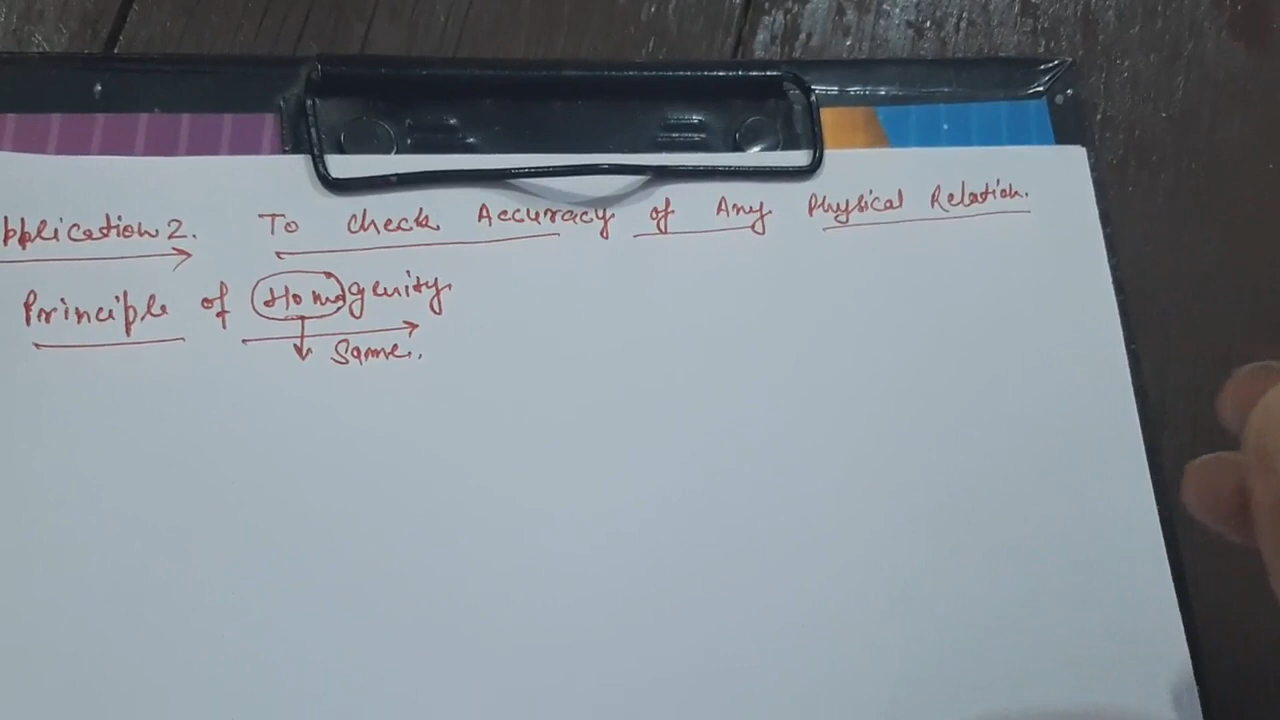 pplication 2. To check Accuracy of Any Physical Relation.
Principle of Homogenity
Same.